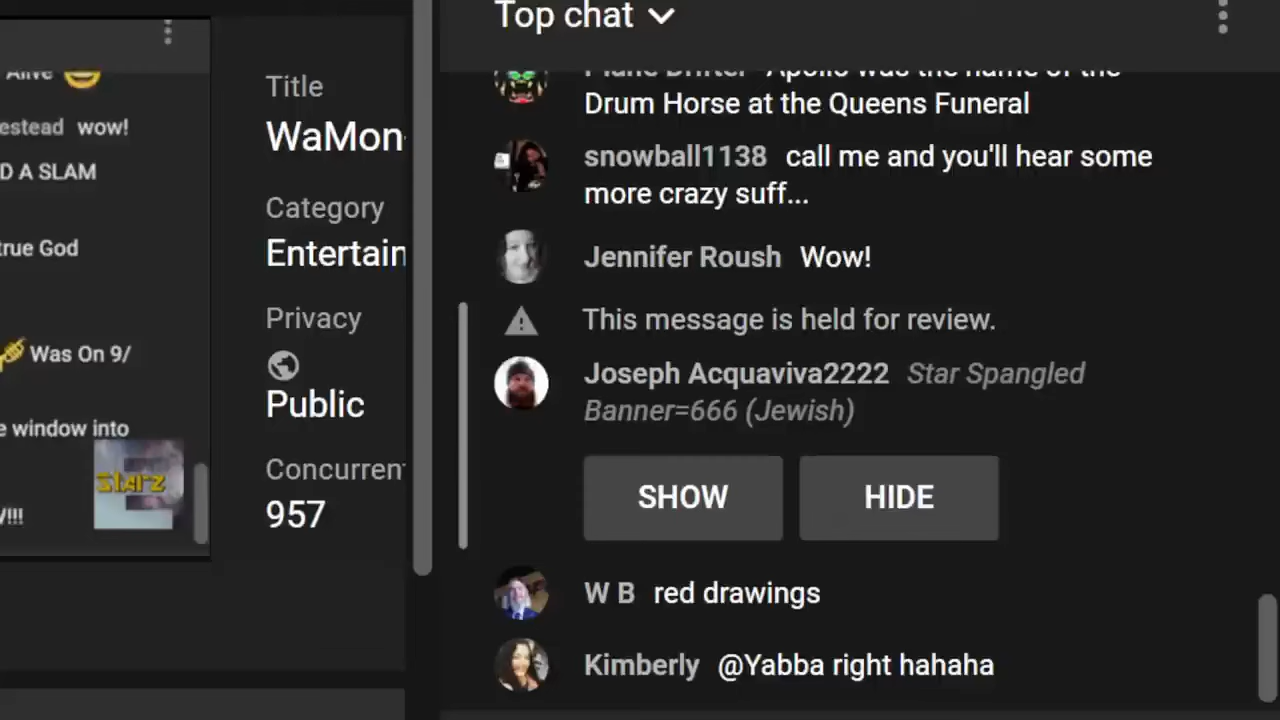 Alive
estead wow!
D A SLAM
true God
Was On 9/
e window into
starz
V!!!
Title
WaMon
Category
Entertain
Privacy
Public
Concurren
957
Top chat
Plane Drifter Apollo was the name of the
Drum Horse at the Queens Funeral
snowball1138 call me and you'll hear some
more crazy suff...
Jennifer Roush Wow!
This message is held for review.
Joseph Acquaviva2222 Star Spangled
Banner=666 (Jewish)
SHOW HIDE
W B red drawings
Kimberly @Yabba right hahaha